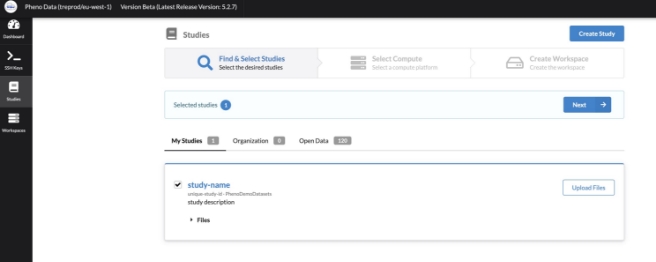 Pheno Data (treprod/eu-west-1) Version Beta (Latest Release Version: 5.2.7)
Dashboard
SSH Keys
Studies
Workspaces
Studies
Create Study
Find & Select Studies
Select the desired studies
Select Compute
Select a compute platform
Create Workspace
Create the workspace
Selected studies 1
Next
My Studies 1 Organization 0 Open Data 120
study-name
unique-study-id - PhenoDemoDatasets
study description
Files
Upload Files